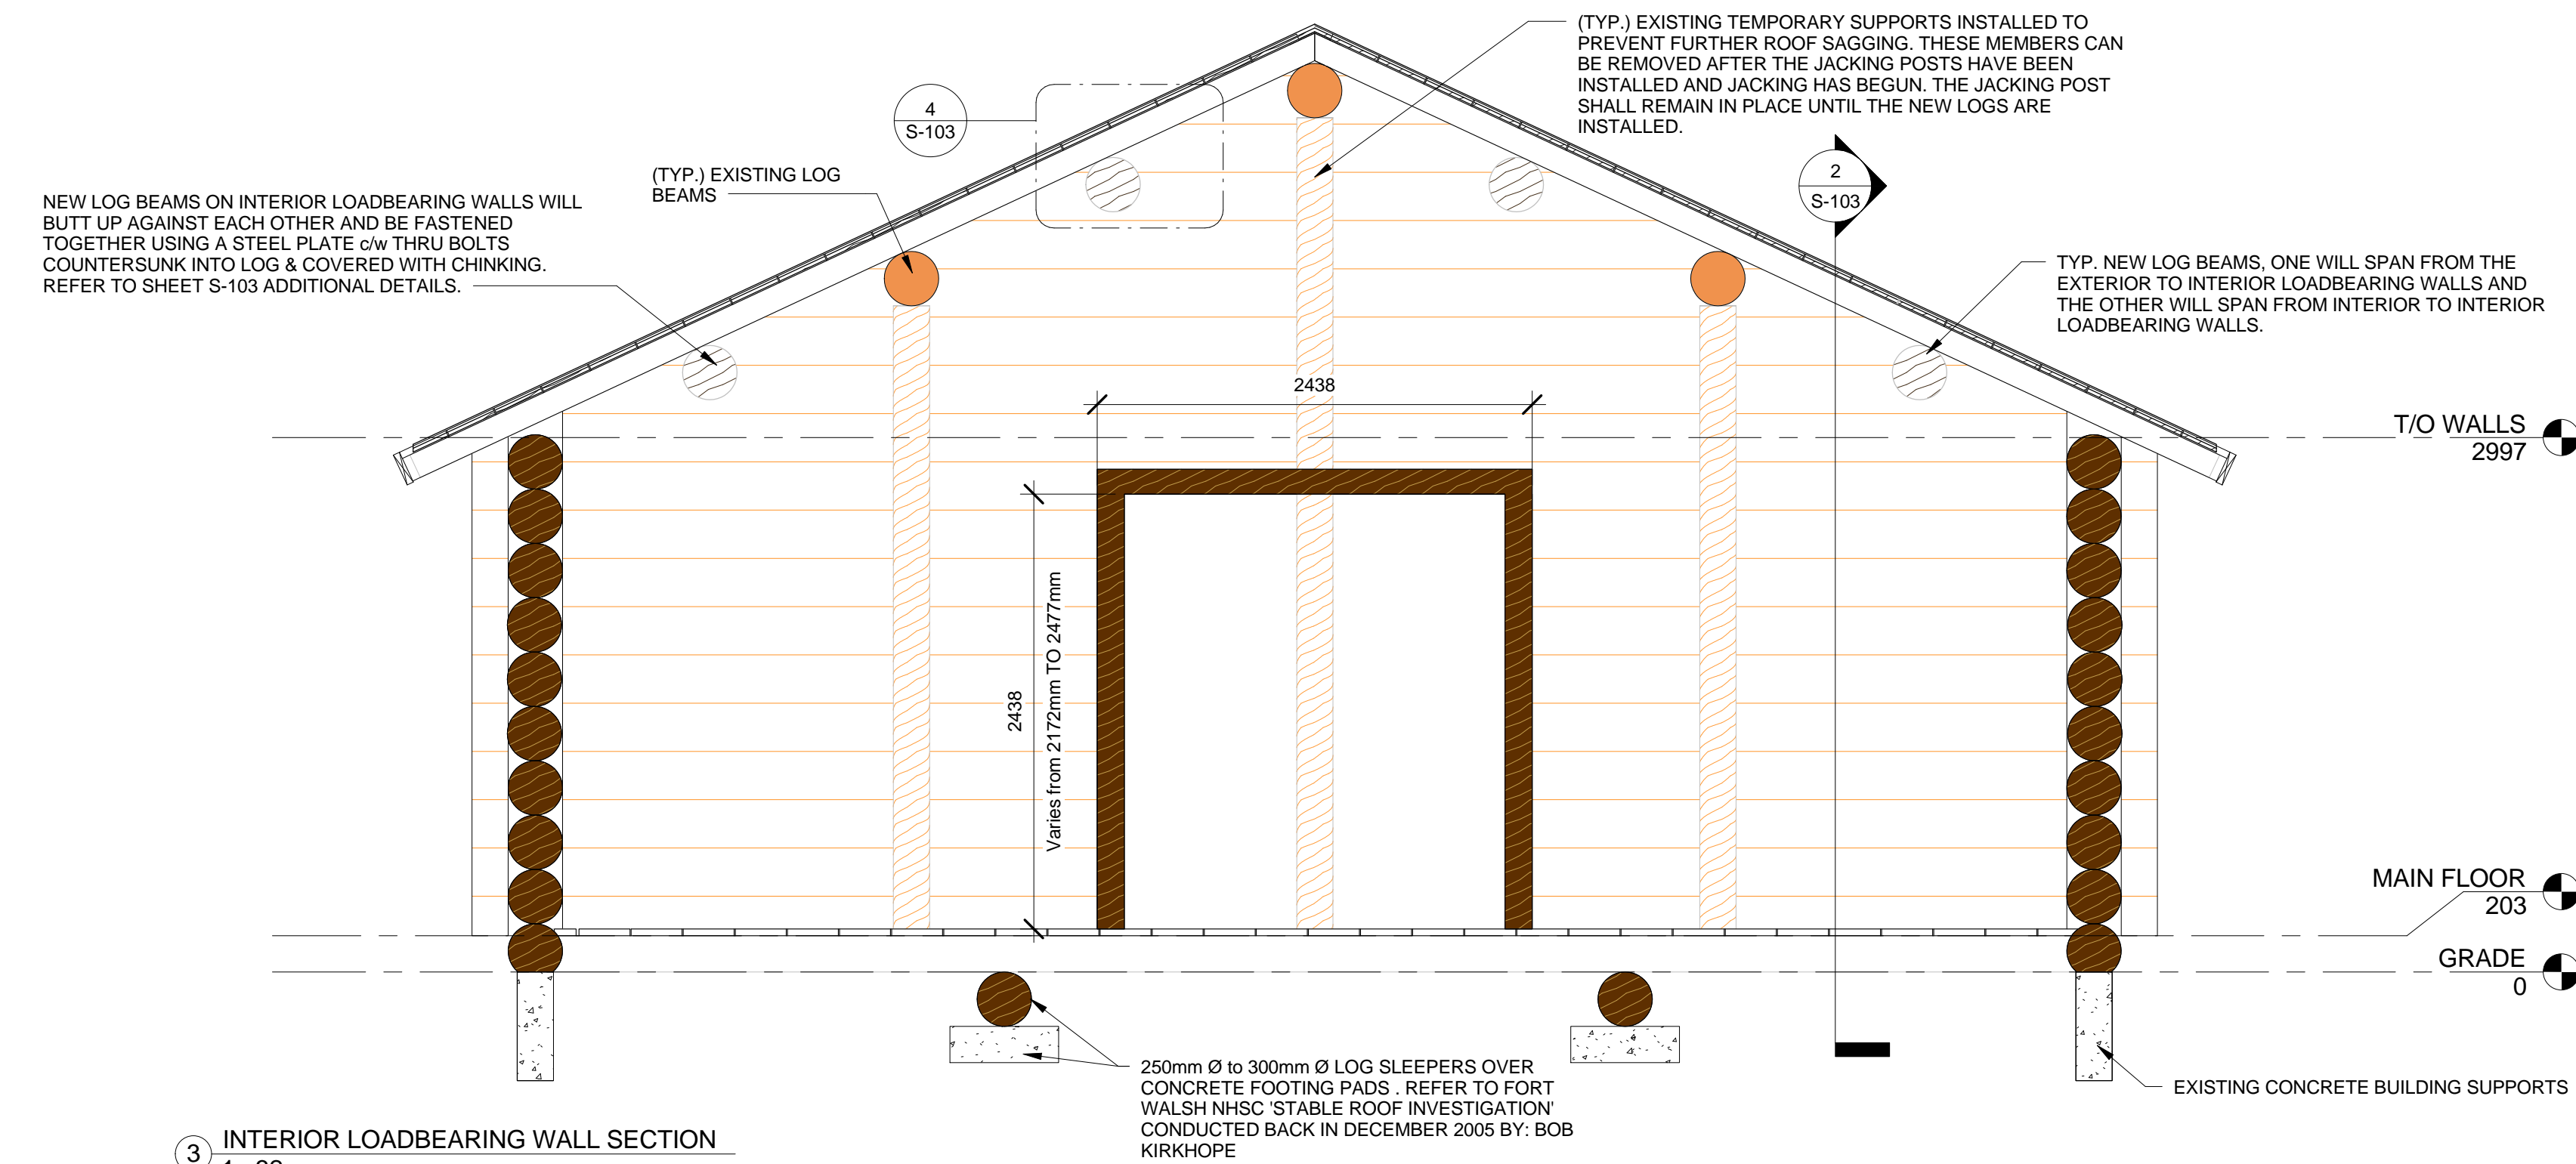 (TYP.) EXISTING TEMPORARY SUPPORTS INSTALLED TO
PREVENT FURTHER ROOF SAGGING. THESE MEMBERS CAN
BE REMOVED AFTER THE JACKING POSTS HAVE BEEN
INSTALLED AND JACKING HAS BEGUN. THE JACKING POST
SHALL REMAIN IN PLACE UNTIL THE NEW LOGS ARE
INSTALLED.
4
S-103
(TYP.) EXISTING LOG
BEAMS
2
S-103
NEW LOG BEAMS ON INTERIOR LOADBEARING WALLS WILL
BUTT UP AGAINST EACH OTHER AND BE FASTENED
TOGETHER USING A STEEL PLATE c/w THRU BOLTS
COUNTERSUNK INTO LOG & COVERED WITH CHINKING.
REFER TO SHEET S-103 ADDITIONAL DETAILS.
TYP. NEW LOG BEAMS, ONE WILL SPAN FROM THE
EXTERIOR TO INTERIOR LOADBEARING WALLS AND
THE OTHER WILL SPAN FROM INTERIOR TO INTERIOR
LOADBEARING WALLS.
2438
T/O WALLS
2997
2438
Varies from 2172mm TO 2477mm
MAIN FLOOR
203
GRADE
0
250mm Ø to 300mm Ø LOG SLEEPERS OVER
CONCRETE FOOTING PADS . REFER TO FORT
WALSH NHSC 'STABLE ROOF INVESTIGATION'
CONDUCTED BACK IN DECEMBER 2005 BY: BOB
KIRKHOPE
EXISTING CONCRETE BUILDING SUPPORTS
3
INTERIOR LOADBEARING WALL SECTION